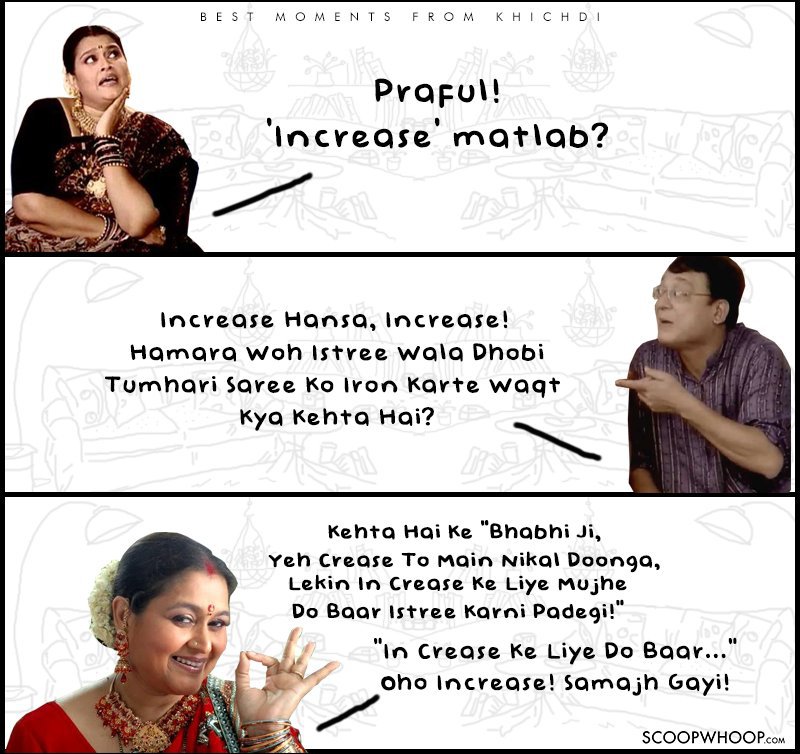 BEST MOMENTS FROM KHICHDI
Praful!
'Increase' matlab?
Increase Hansa, Increase!
Hamara Woh Istree Wala Dhobi
Tumhari Saree Ko Iron Karte Waqt
Kya Kehta Hai?
Kehta Hai Ke "Bhabhi Ji,
Yeh Crease To Main Nikal Doonga,
Lekin In Crease Ke Liye Mujhe
Do Baar Istree Karni Padegi!"
"In Crease Ke Liye Do Baar..."
Oho Increase! Samajh Gayi!
SCOOPWHOOP.COM